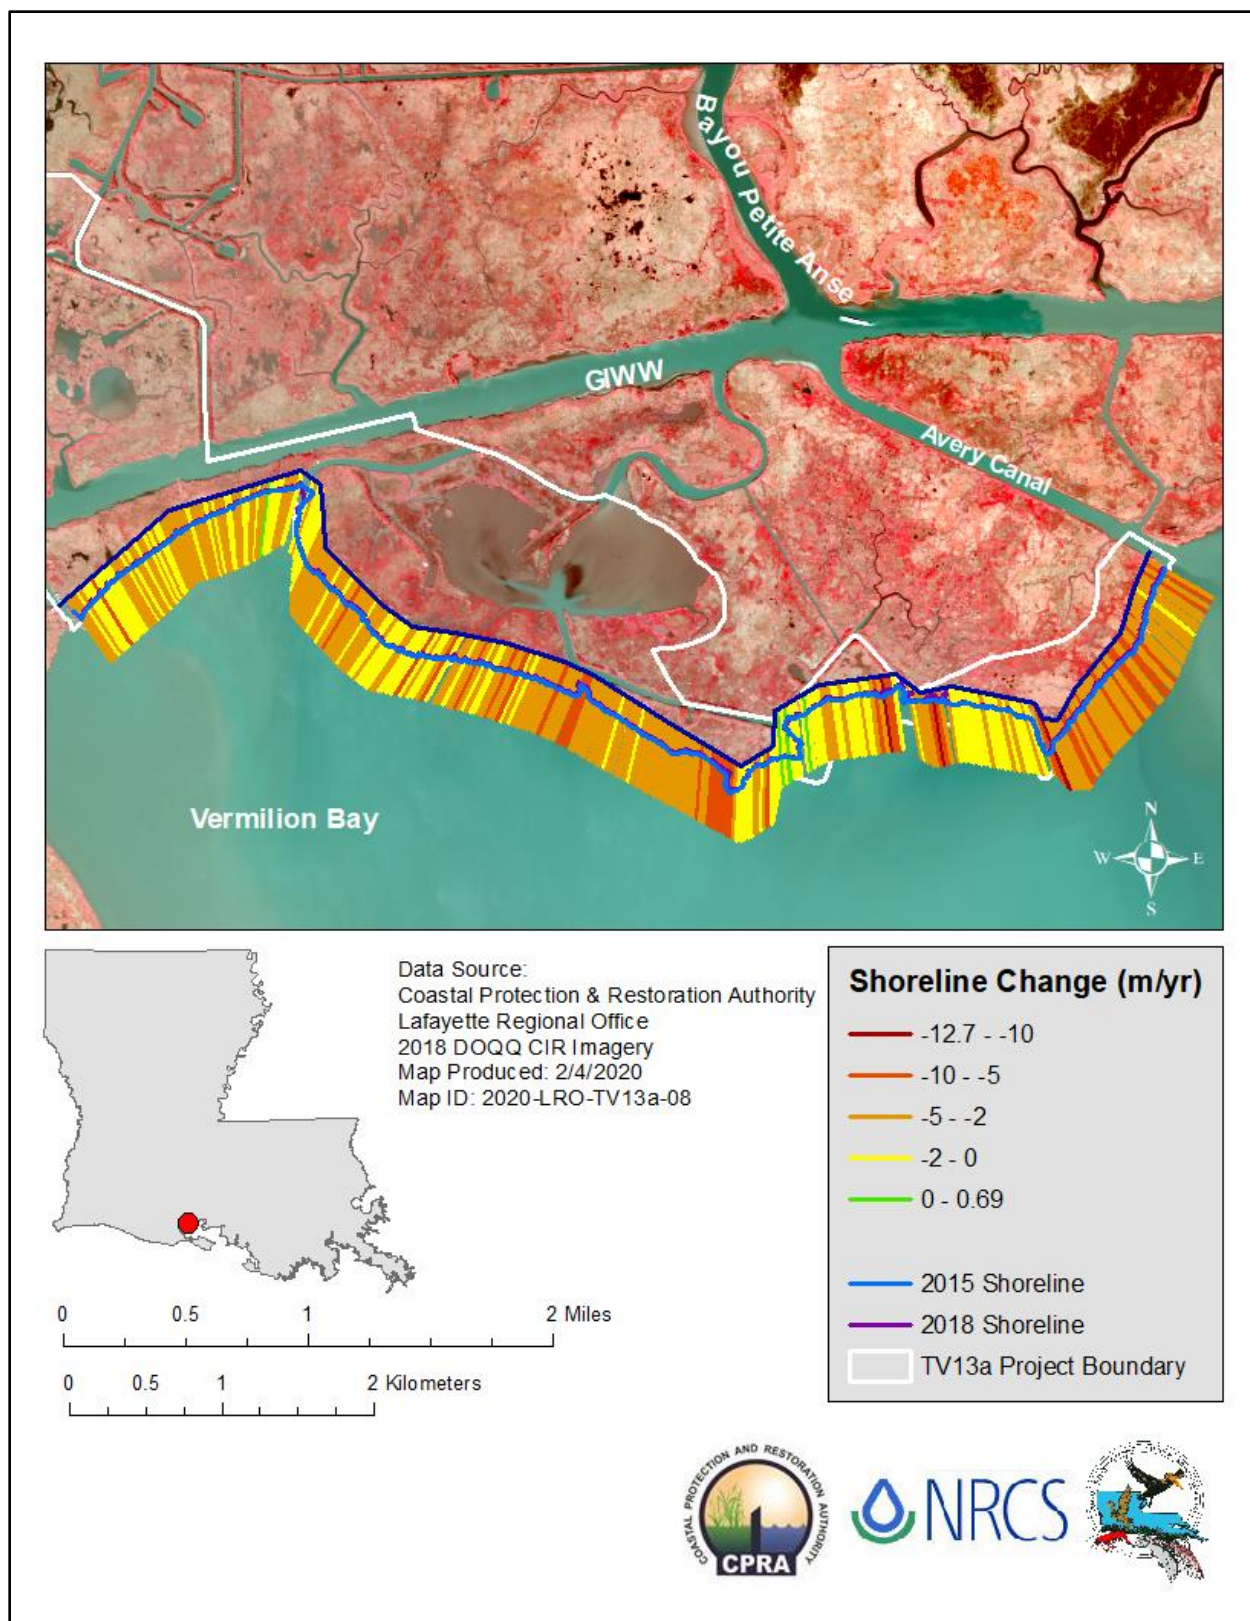 Bayou Petite Anse
GIWW
Avery Canal
Vermilion Bay
N
W E
S
Data Source:
Coastal Protection & Restoration Authority
Lafayette Regional Office
2018 DOQQ CIR Imagery
Map Produced: 2/4/2020
Map ID: 2020-LRO-TV13a-08
Shoreline Change (m/yr)
-12.7 - -10
-10 - -5
-5 - -2
-2 - 0
0 - 0.69
2015 Shoreline
2018 Shoreline
TV13a Project Boundary
0 0.5 1 2 Miles
0 0.5 1 2 Kilometers
COASTAL PROTECTION AND RESTORATION AUTHORITY
CPRA
NRCS